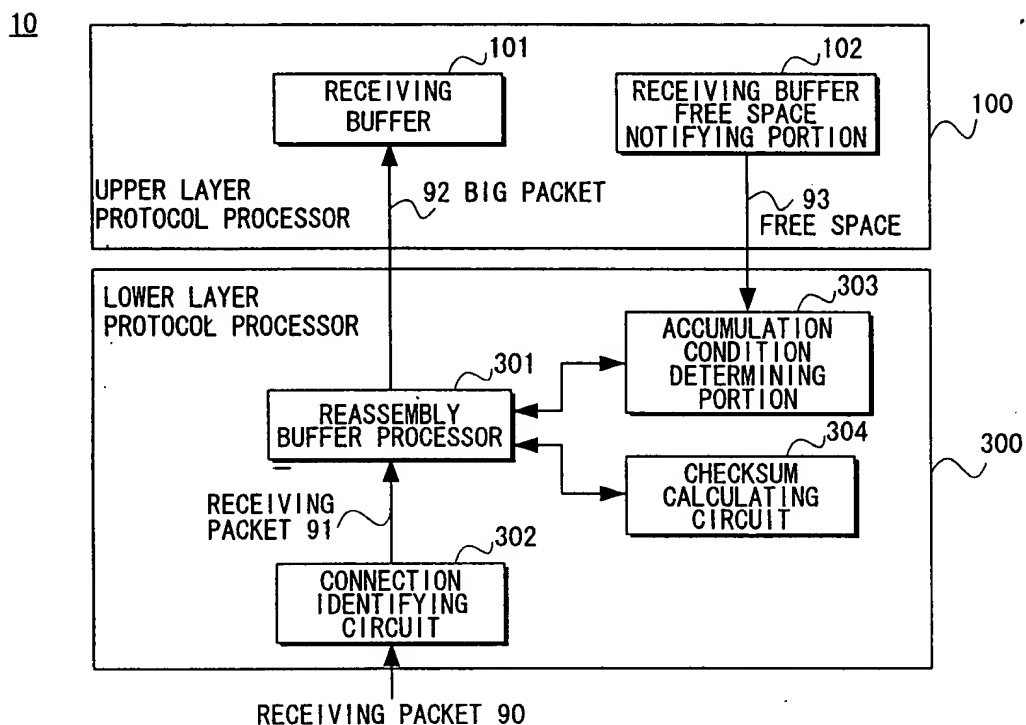 10
101
102
RECEIVING
BUFFER
RECEIVING BUFFER
FREE SPACE
NOTIFYING PORTION
100
UPPER LAYER
PROTOCOL PROCESSOR
92 BIG PACKET
93
FREE SPACE
LOWER LAYER
PROTOCOL PROCESSOR
303
ACCUMULATION
CONDITION
DETERMINING
PORTION
301
REASSEMBLY
BUFFER PROCESSOR
304
CHECKSUM
CALCULATING
CIRCUIT
300
RECEIVING
PACKET 91
302
CONNECTION
IDENTIFYING
CIRCUIT
RECEIVING PACKET 90